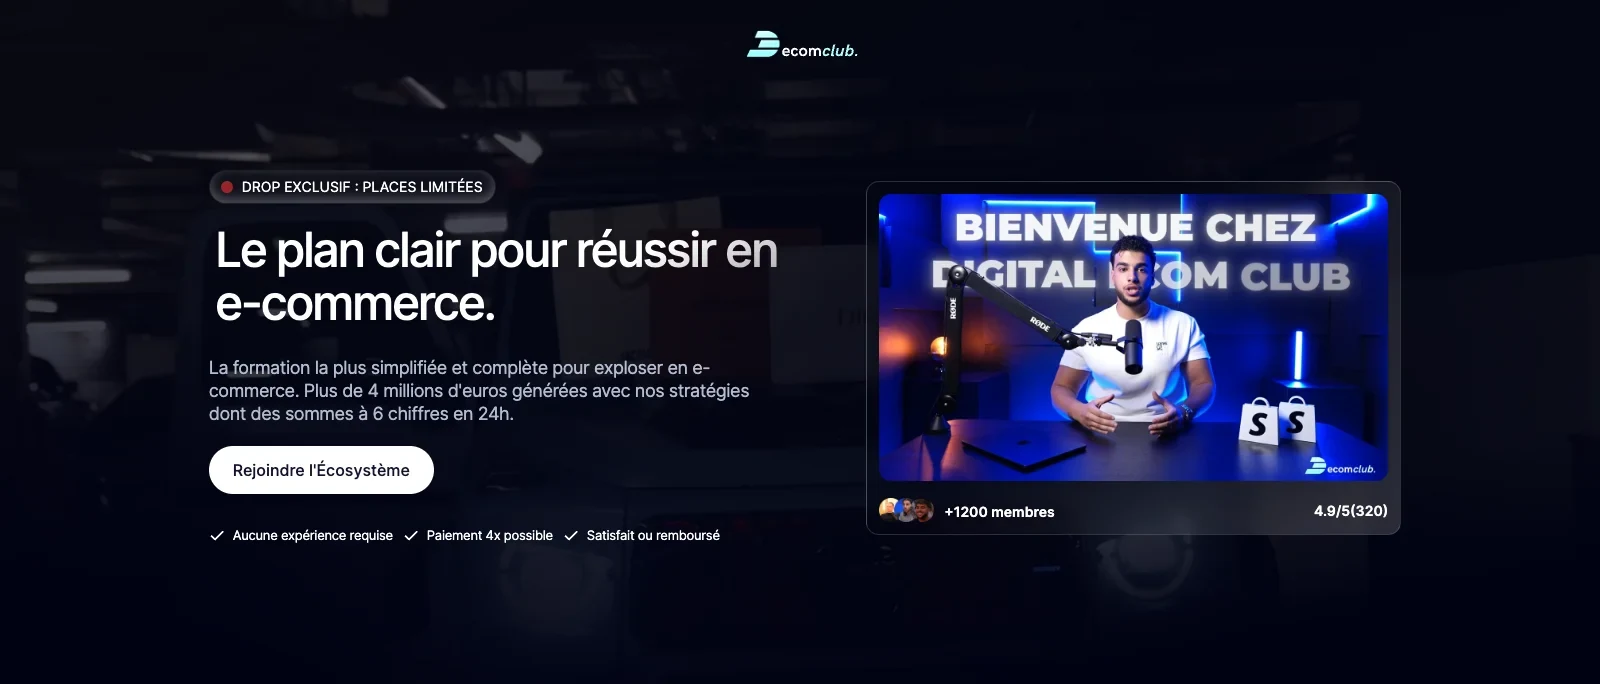 ecomclub.
DROP EXCLUSIF : PLACES LIMITÉES
Le plan clair pour réussir en
e-commerce.
La formation la plus simplifiée et complète pour exploser en e-
commerce. Plus de 4 millions d'euros générées avec nos stratégies
dont des sommes à 6 chiffres en 24h.
Rejoindre l'Écosystème
Aucune expérience requise
Paiement 4x possible
Satisfait ou remboursé
BIENVENUE CHEZ
DIGITAL ECOM CLUB
RØDE
RØDE
S
S
ecomclub.
+1200 membres
4.9/5(320)